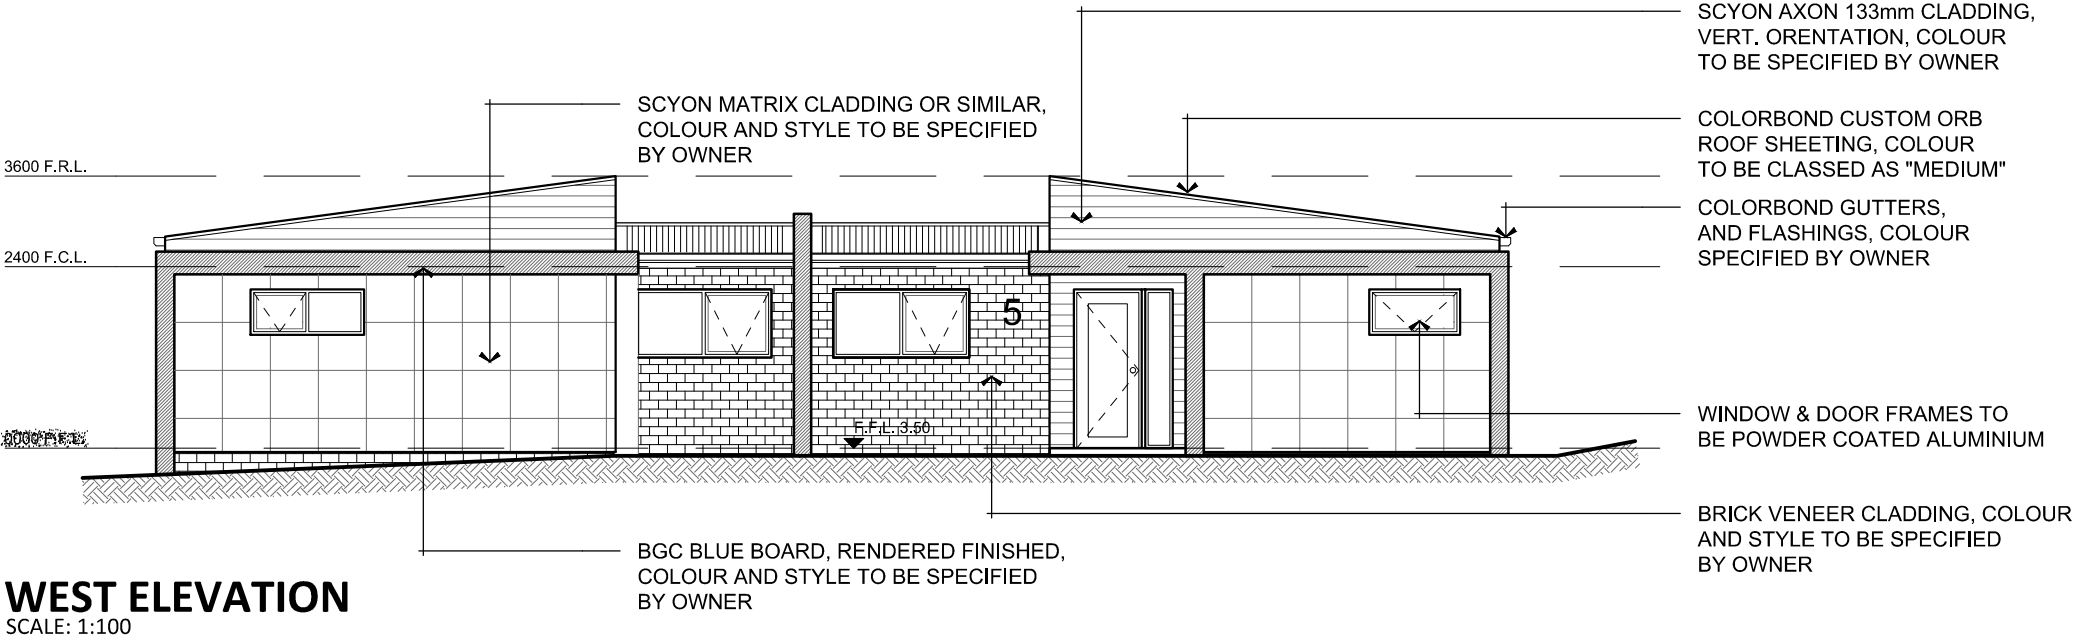 SCYON AXON 133mm CLADDING,
VERT. ORENTATION, COLOUR
TO BE SPECIFIED BY OWNER
SCYON MATRIX CLADDING OR SIMILAR,
COLOUR AND STYLE TO BE SPECIFIED
BY OWNER
COLORBOND CUSTOM ORB
ROOF SHEETING, COLOUR
TO BE CLASSED AS "MEDIUM"
3600 F.R.L.
COLORBOND GUTTERS,
AND FLASHINGS, COLOUR
SPECIFIED BY OWNER
2400 F.C.L.
5
F.F.L. 3.50
WINDOW & DOOR FRAMES TO
BE POWDER COATED ALUMINIUM
BRICK VENEER CLADDING, COLOUR
AND STYLE TO BE SPECIFIED
BY OWNER
BGC BLUE BOARD, RENDERED FINISHED,
COLOUR AND STYLE TO BE SPECIFIED
BY OWNER
WEST ELEVATION
SCALE: 1:100